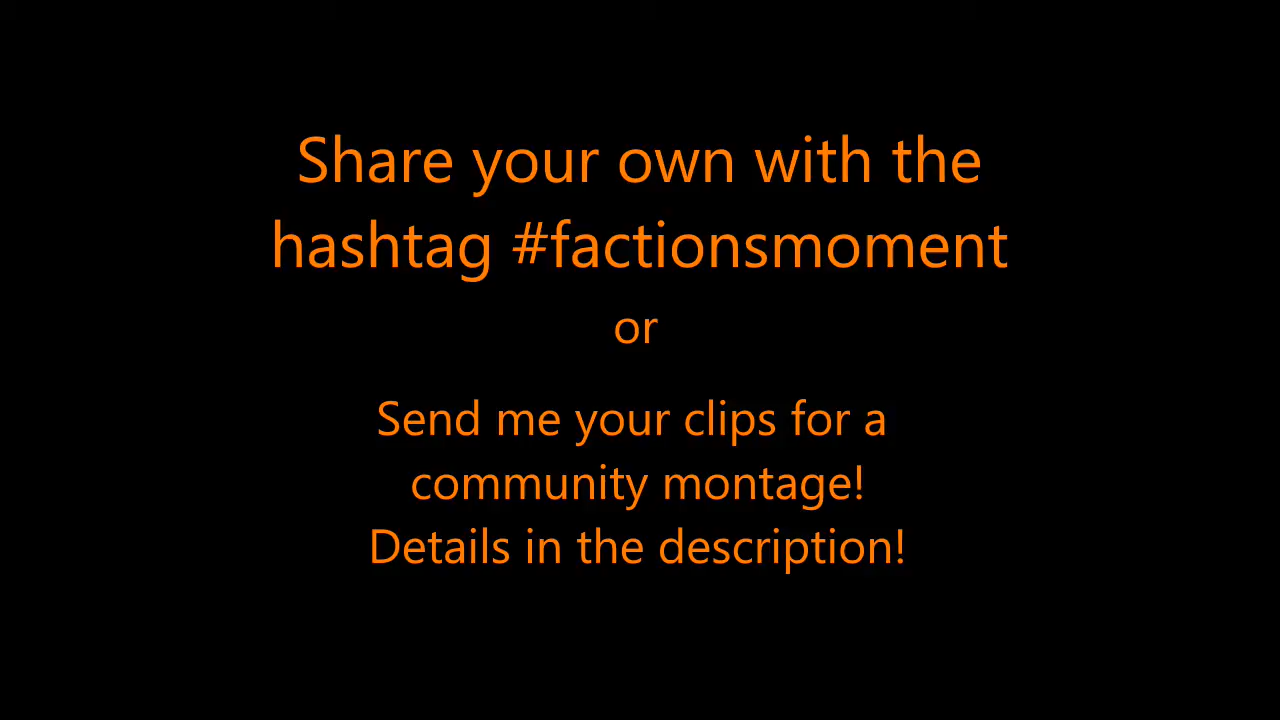 Share your own with the
hashtag #factionsmoment
or
Send me your clips for a
community montage!
Details in the description!